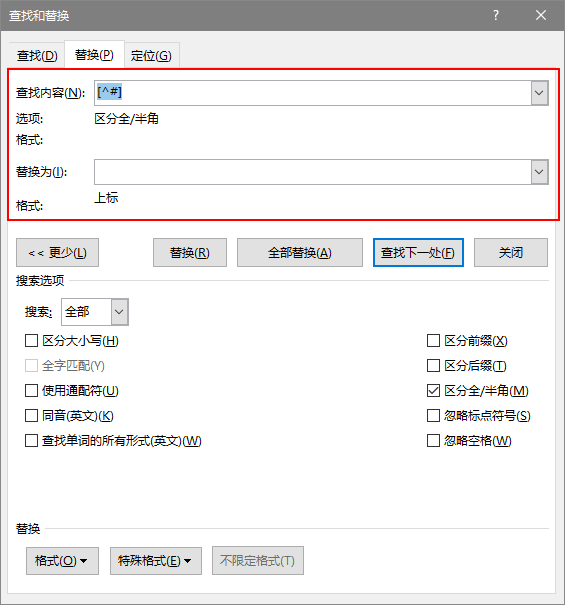 查找和替换
查找(D) 替换(P) 定位(G)
查找内容(N): [^#]
选项: 区分全/半角
格式:
替换为(I):
格式: 上标
<< 更少(L) 替换(R) 全部替换(A) 查找下一处(F) 关闭
搜索选项
搜索: 全部
区分大小写(H) 区分前缀(X)
全字匹配(Y) 区分后缀(T)
使用通配符(U) 区分全/半角(M)
同音(英文)(K) 忽略标点符号(S)
查找单词的所有形式(英文)(W) 忽略空格(W)
替换
格式(O) 特殊格式(E) 不限定格式(T)